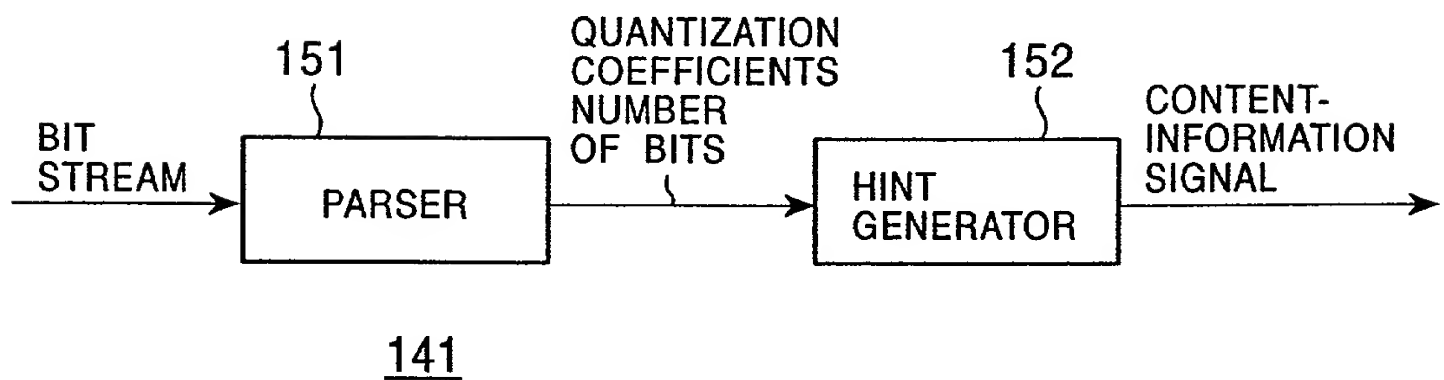 151
BIT
STREAM
PARSER
QUANTIZATION
COEFFICIENTS
NUMBER
OF BITS
152
HINT
GENERATOR
CONTENT-
INFORMATION
SIGNAL
141